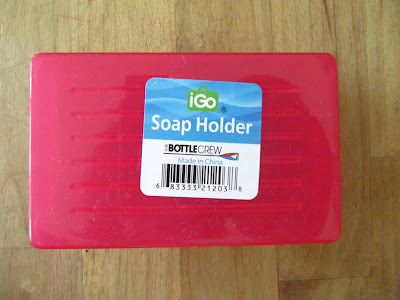 iGo®
Soap Holder
THE BOTTLECREW
Made in China
6 83333 21203 8